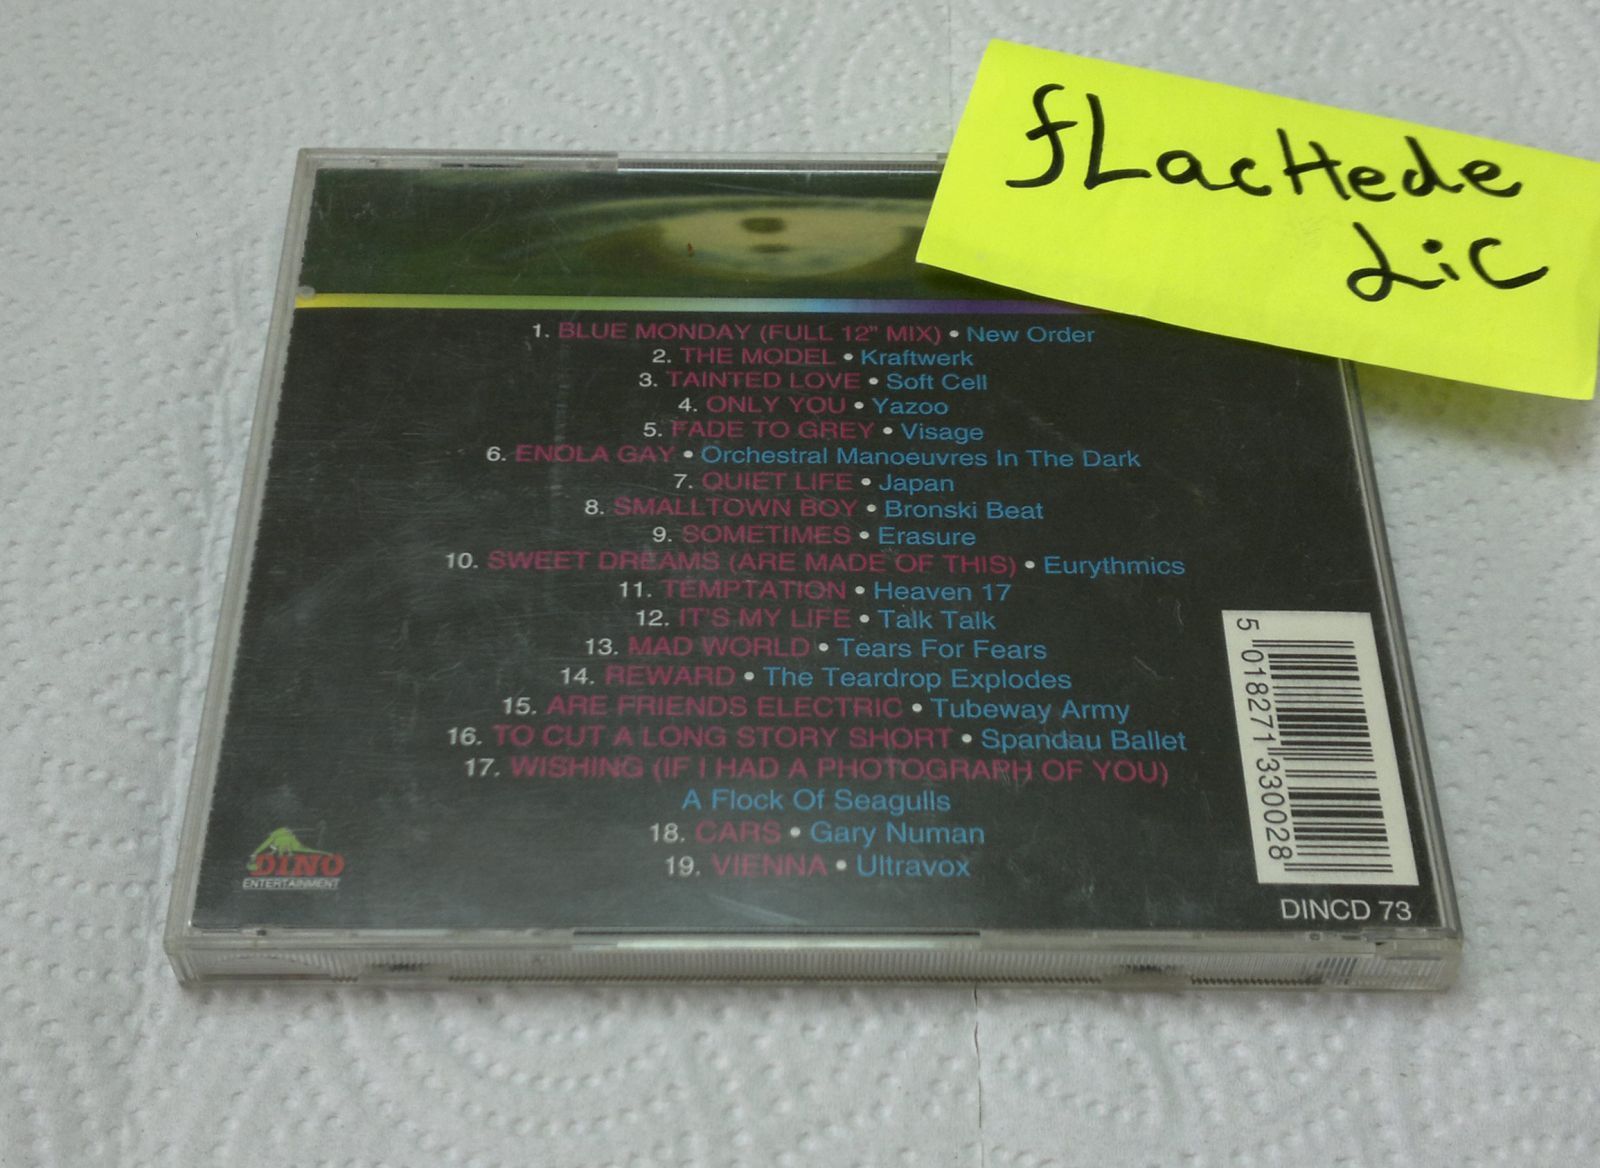 fLacHede
Lic
1. BLUE MONDAY (FULL 12" MIX) • New Order
2. THE MODEL • Kraftwerk
3. TAINTED LOVE • Soft Cell
4. ONLY YOU • Yazoo
5. FADE TO GREY • Visage
6. ENOLA GAY • Orchestral Manoeuvres In The Dark
7. QUIET LIFE • Japan
8. SMALLTOWN BOY • Bronski Beat
9. SOMETIMES • Erasure
10. SWEET DREAMS (ARE MADE OF THIS) • Eurythmics
11. TEMPTATION • Heaven 17
12. IT'S MY LIFE • Talk Talk
13. MAD WORLD • Tears For Fears
14. REWARD • The Teardrop Explodes
15. ARE FRIENDS ELECTRIC • Tubeway Army
16. TO CUT A LONG STORY SHORT • Spandau Ballet
17. WISHING (IF I HAD A PHOTOGRAPH OF YOU)
A Flock Of Seagulls
18. CARS • Gary Numan
19. VIENNA • Ultravox
5 018271 330028
DINO
ENTERTAINMENT
DINCD 73